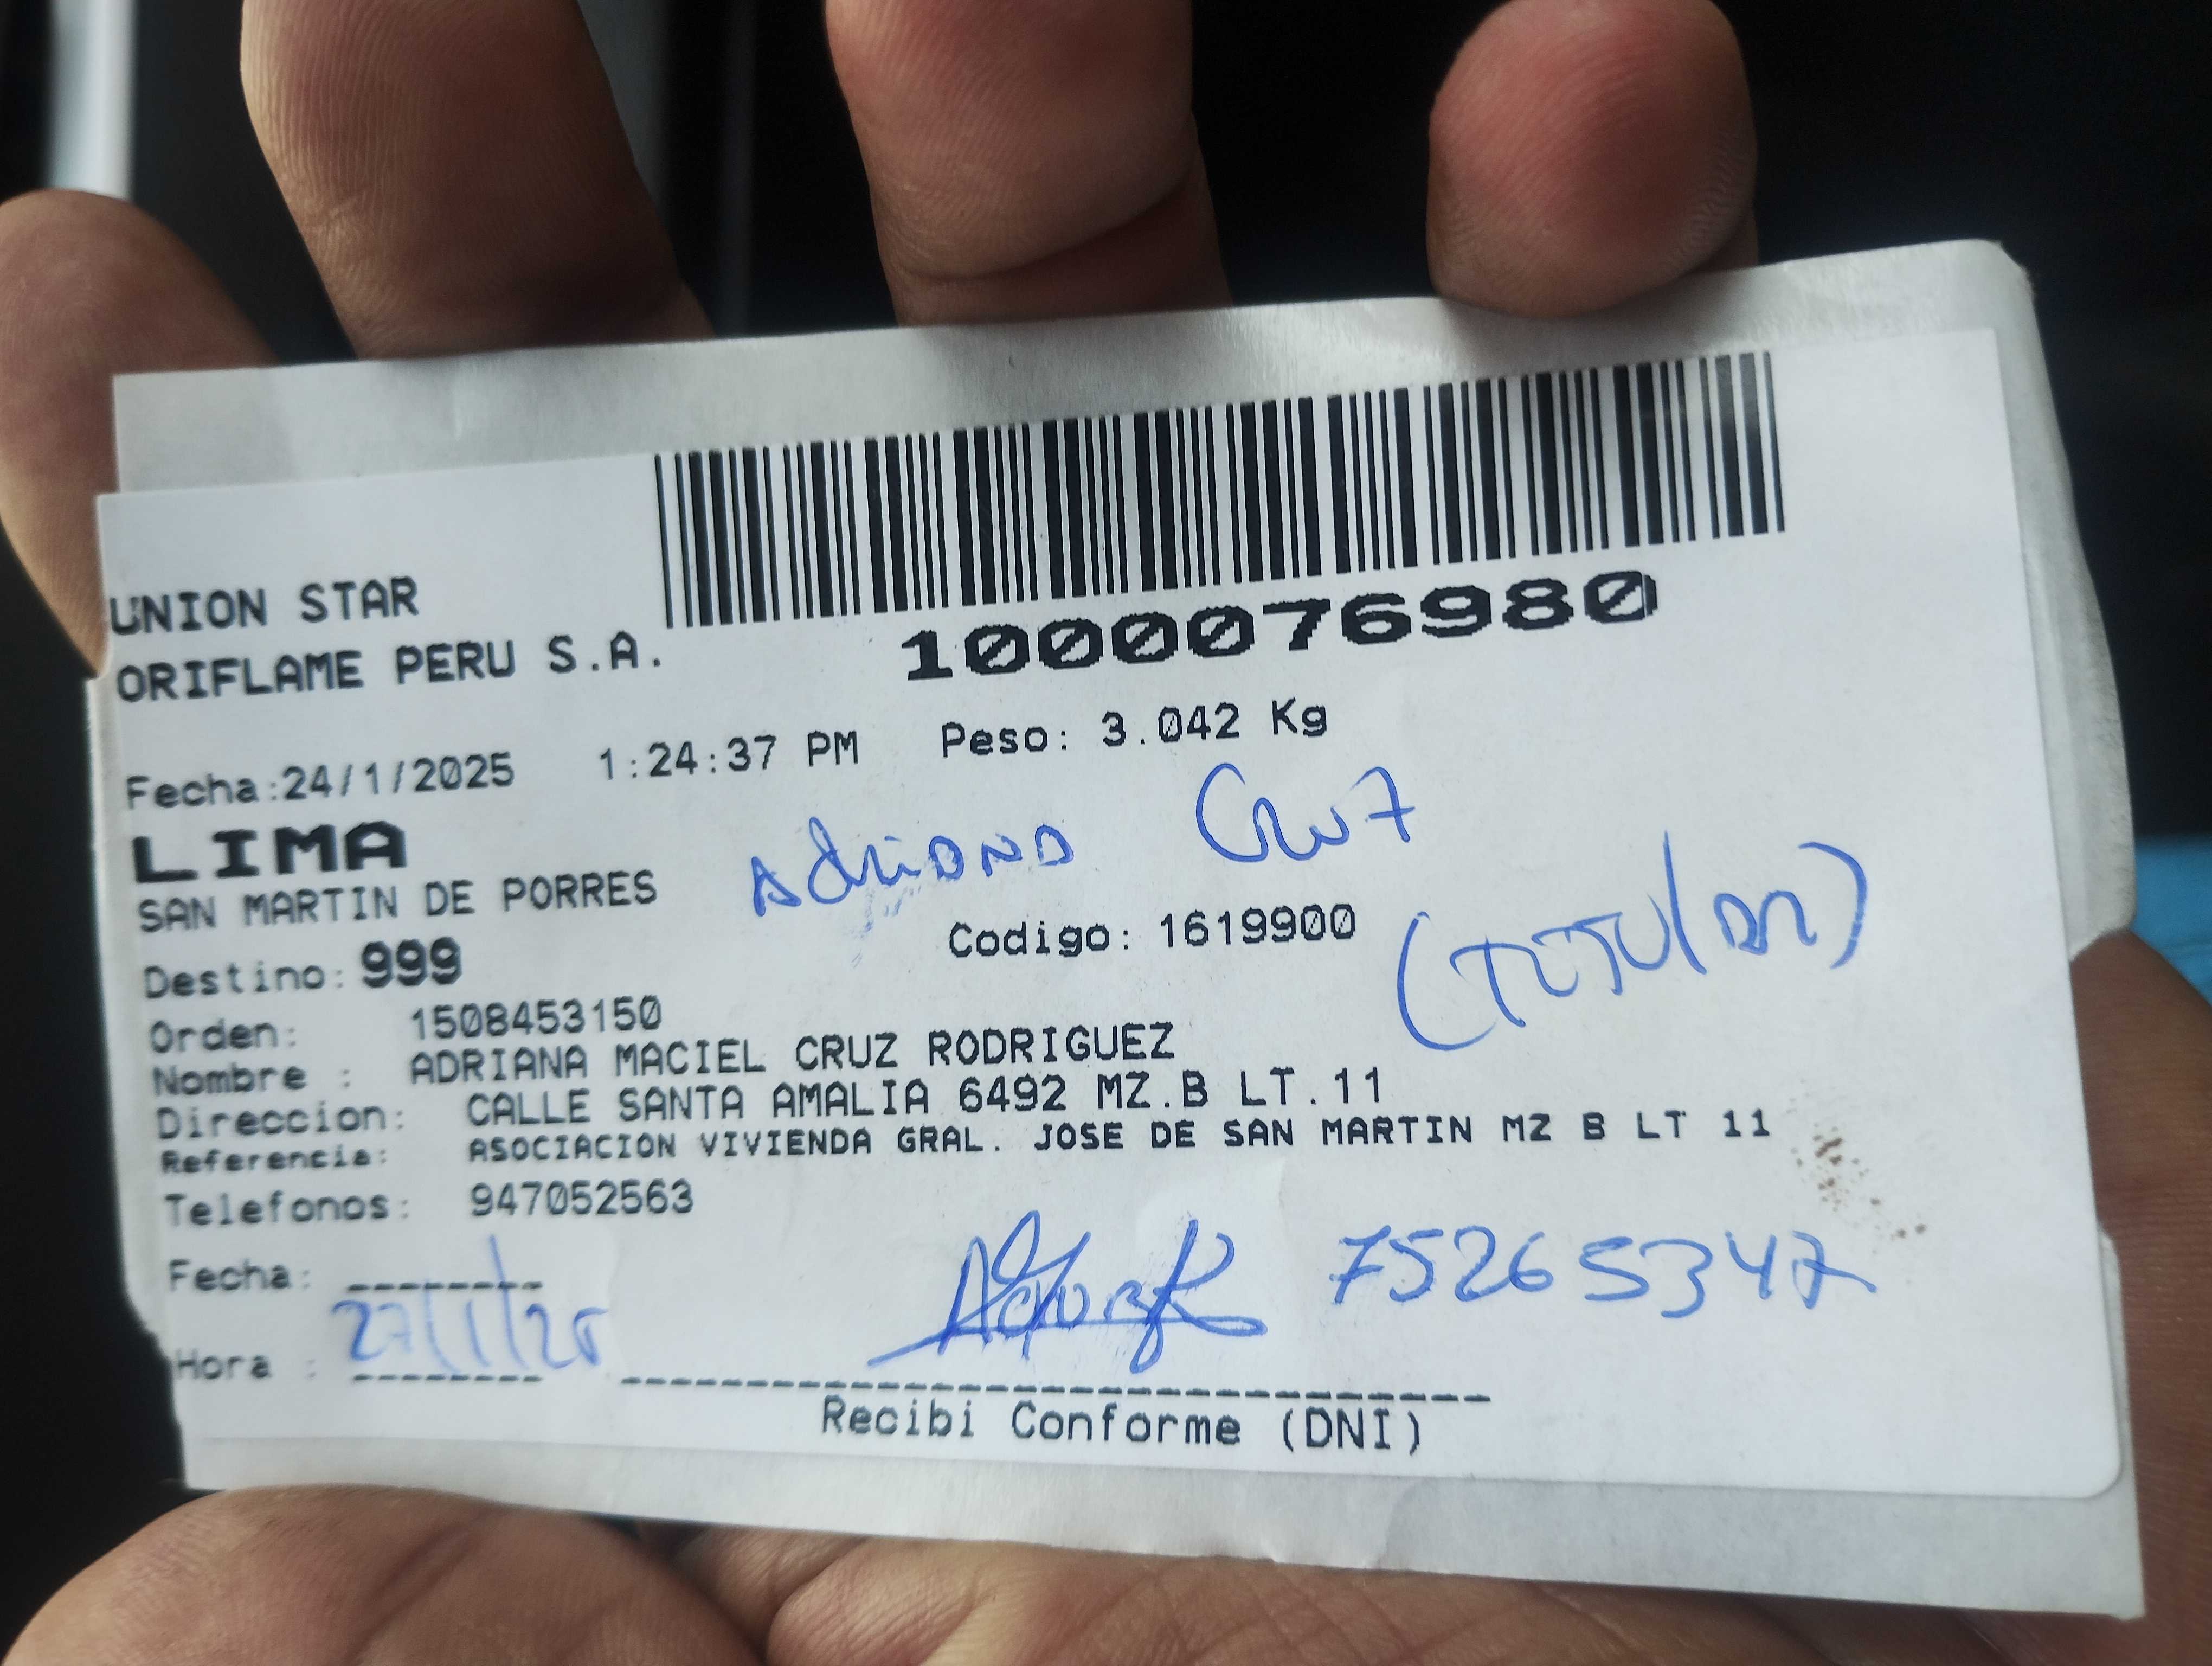 UNION STAR
ORIFLAME PERU S.A.
1000076980
Fecha:24/1/2025 1:24:37 PM Peso: 3.042 Kg
LIMA
Adriana Cruz
SAN MARTIN DE PORRES
Codigo: 1619900 (TITULAR)
Destino: 999
Orden: 1508453150
Nombre : ADRIANA MACIEL CRUZ RODRIGUEZ
Direccion: CALLE SANTA AMALIA 6492 MZ.B LT.11
Referencia: ASOCIACION VIVIENDA GRAL. JOSE DE SAN MARTIN MZ B LT 11
Telefonos: 947052563
Fecha: 27/1/25
75265347
Hora :
Recibi Conforme (DNI)